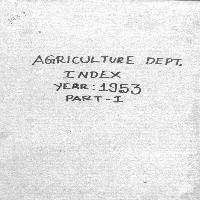 AGRICULTURE DEPT.
INDEX
YEAR: 1953
PART-I